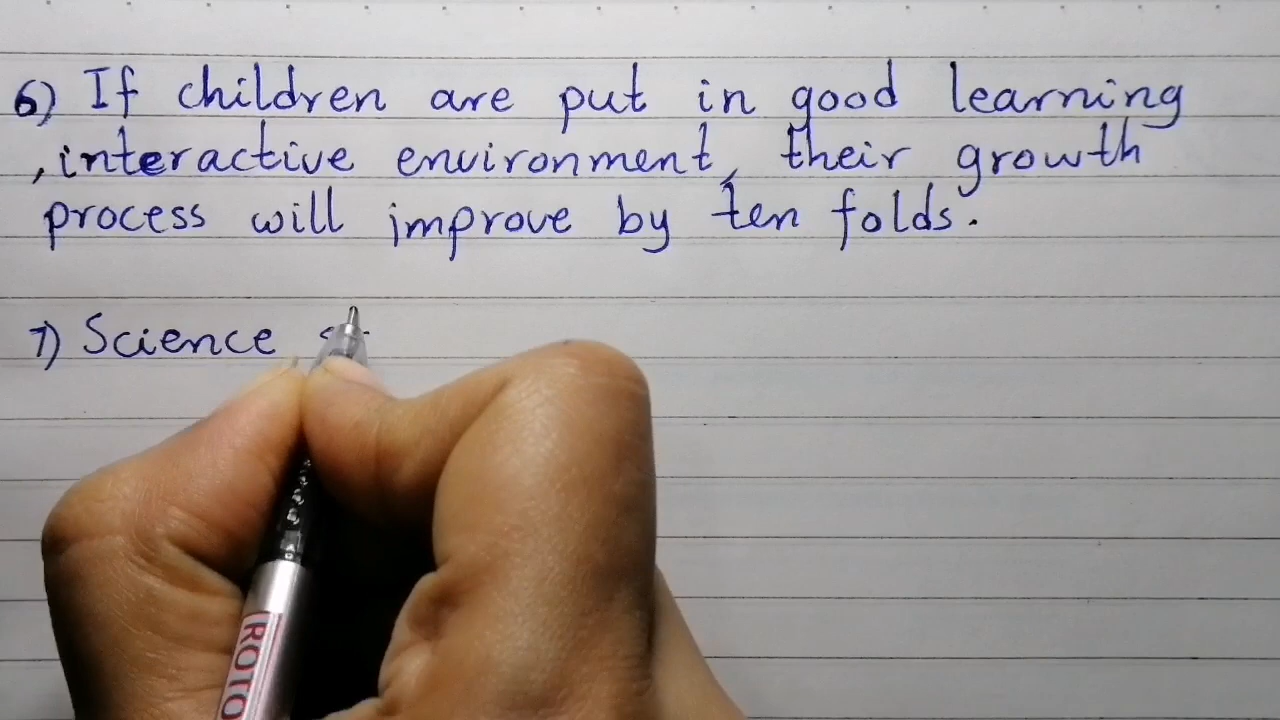 6) If children are put in good learning
, interactive environment, their growth
process will improve by ten folds.
7) Science
ROTO